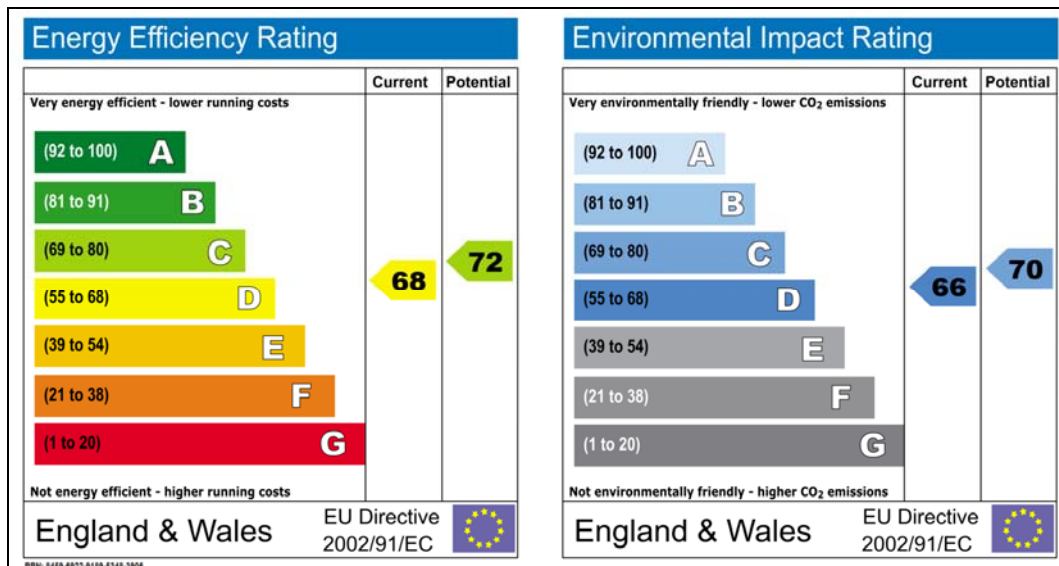 Energy Efficiency Rating
Current Potential
Very energy efficient - lower running costs
(92 to 100) A
(81 to 91) B
(69 to 80) C
(55 to 68) D
(39 to 54) E
(21 to 38) F
(1 to 20) G
68
72
Not energy efficient - higher running costs
England & Wales
EU Directive
2002/91/EC
Environmental Impact Rating
Current Potential
Very environmentally friendly - lower CO₂ emissions
(92 to 100) A
(81 to 91) B
(69 to 80) C
(55 to 68) D
(39 to 54) E
(21 to 38) F
(1 to 20) G
66
70
Not environmentally friendly - higher CO₂ emissions
England & Wales
EU Directive
2002/91/EC